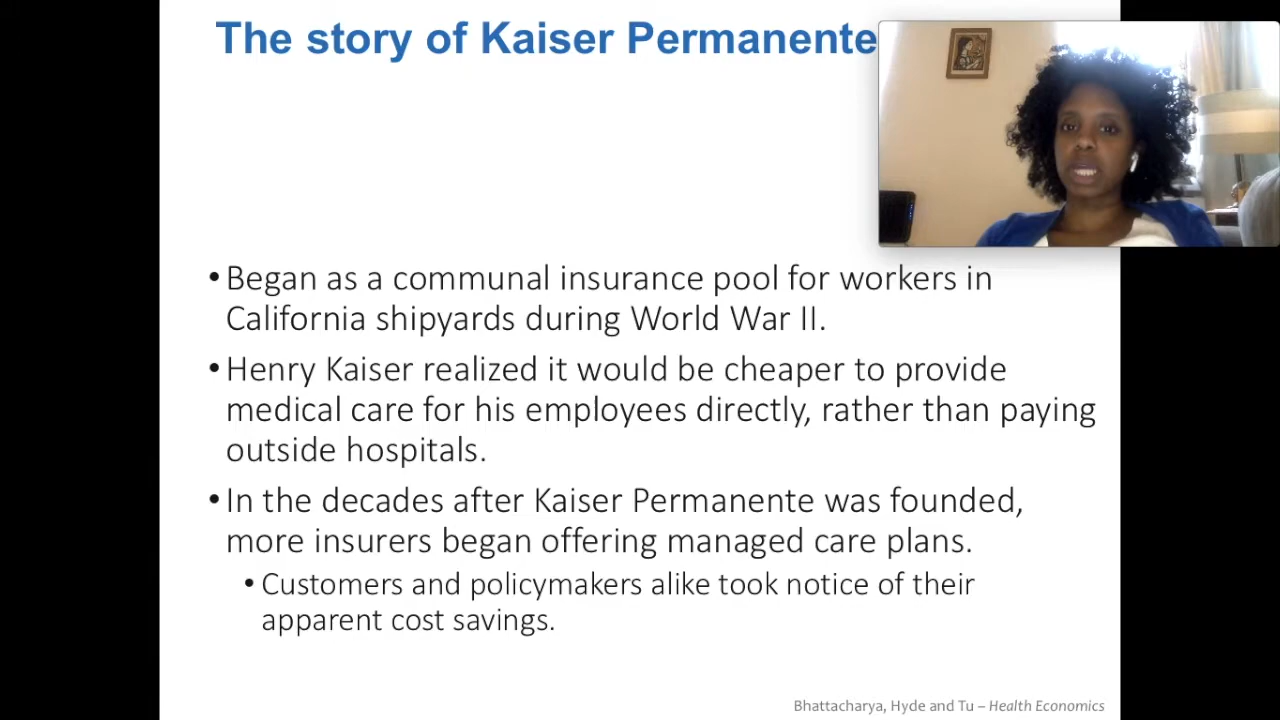 The story of Kaiser Permanente
•Began as a communal insurance pool for workers in
California shipyards during World War II.
•Henry Kaiser realized it would be cheaper to provide
medical care for his employees directly, rather than paying
outside hospitals.
•In the decades after Kaiser Permanente was founded,
more insurers began offering managed care plans.
•Customers and policymakers alike took notice of their
apparent cost savings.
Bhattacharya, Hyde and Tu – Health Economics